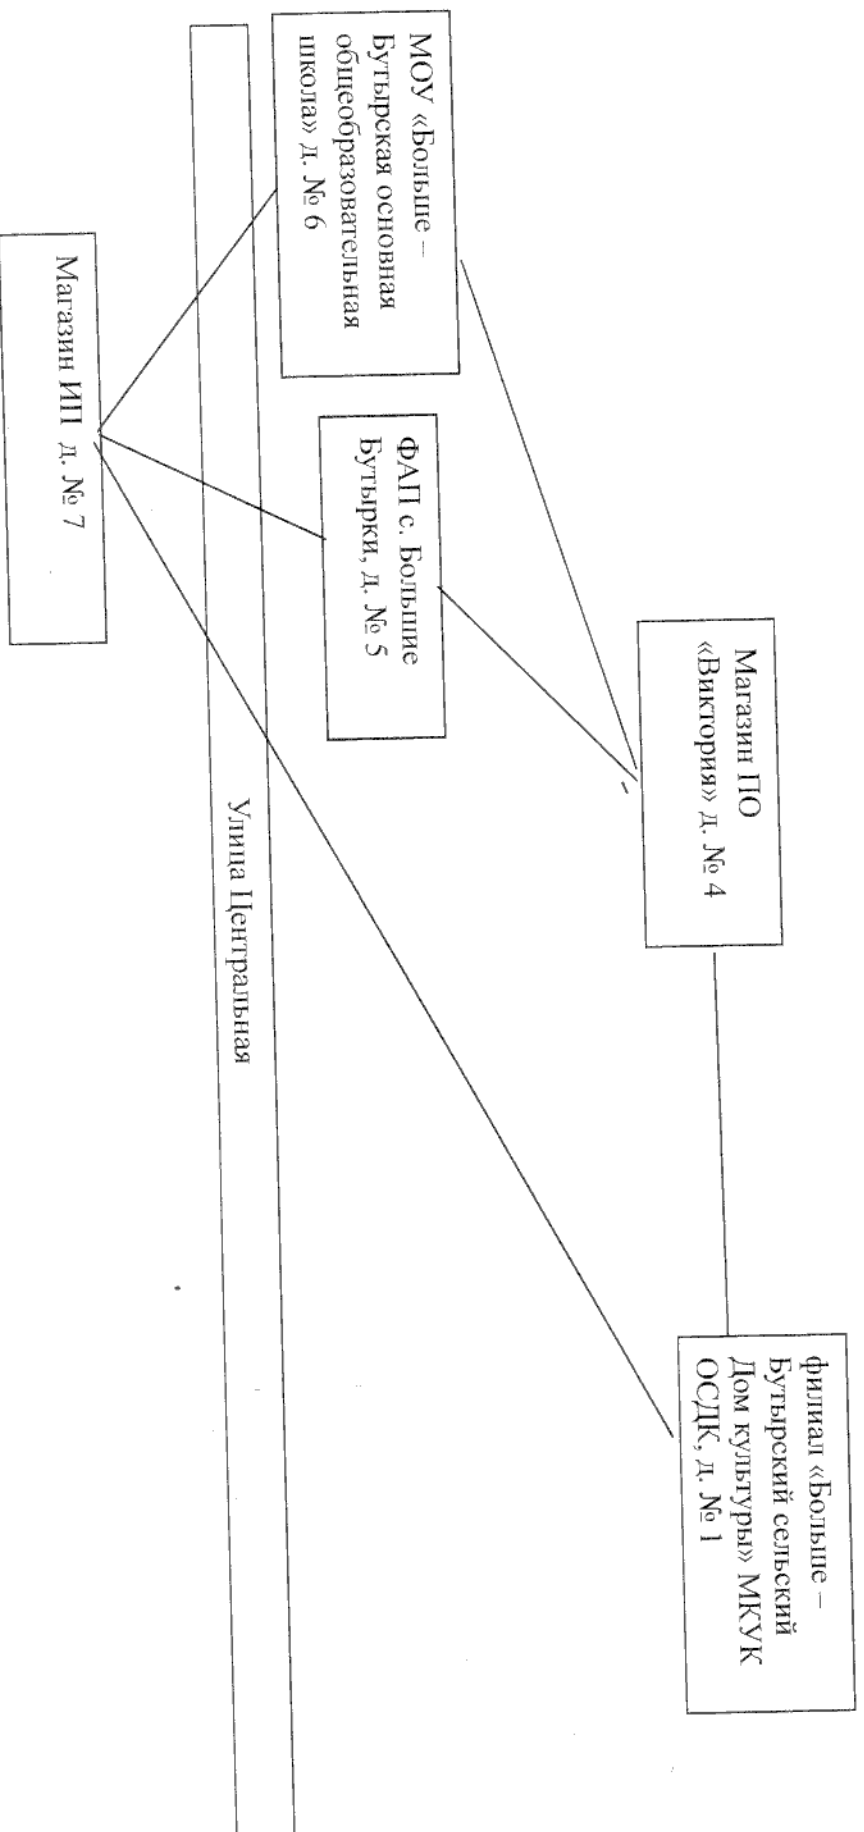 МОУ «Больше –
Бутырская основная
общеобразовательная
школа» д. № 6
ФАП с. Большие
Бутырки, д. № 5
Магазин ПО
«Виктория» д. № 4
филиал «Больше –
Бутырский сельский
Дом культуры» МКУК
ОСДК, д. № 1
Улица Центральная
Магазин ИП д. № 7